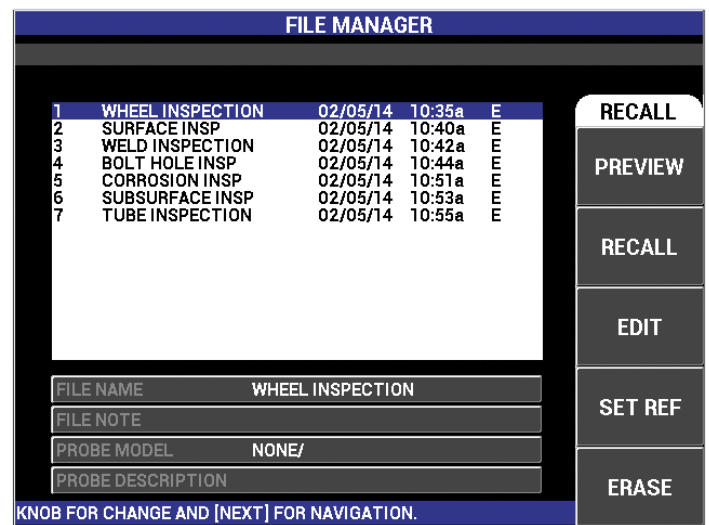 FILE MANAGER
1 WHEEL INSPECTION 02/05/14 10:35a E
2 SURFACE INSP 02/05/14 10:40a E
3 WELD INSPECTION 02/05/14 10:42a E
4 BOLT HOLE INSP 02/05/14 10:44a E
5 CORROSION INSP 02/05/14 10:51a E
6 SUBSURFACE INSP 02/05/14 10:53a E
7 TUBE INSPECTION 02/05/14 10:55a E
FILE NAME WHEEL INSPECTION
FILE NOTE
PROBE MODEL NONE/
PROBE DESCRIPTION
KNOB FOR CHANGE AND [NEXT] FOR NAVIGATION.
RECALL
PREVIEW
RECALL
EDIT
SET REF
ERASE